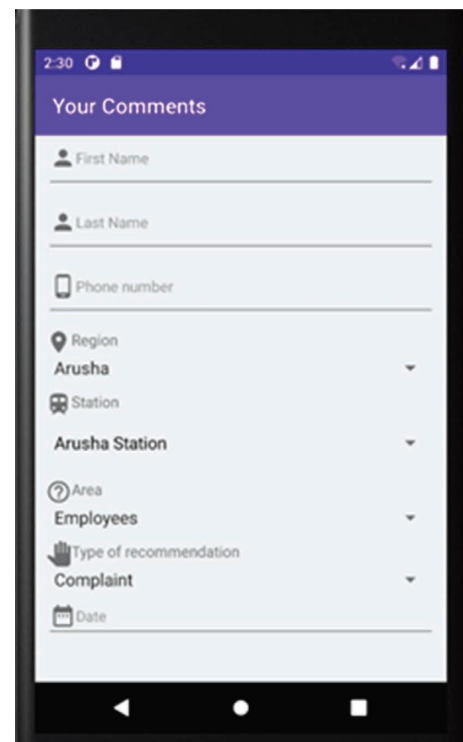 2:30
Your Comments
First Name
Last Name
Phone number
Region
Arusha
Station
Arusha Station
Area
Employees
Type of recommendation
Complaint
Date